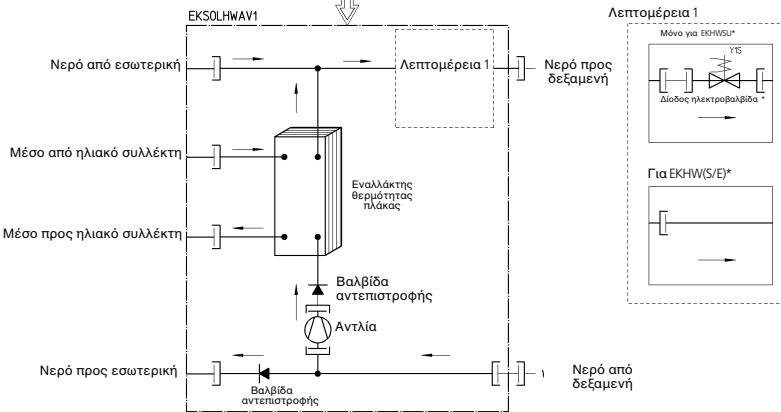 EKSOLHWAV1
Λεπτομέρεια 1
Μόνο για EKHWSU*
Y1S
Νερό από εσωτερική
Λεπτομέρεια 1
Νερό προς
δεξαμενή
Δίοδος ηλεκτροβαλβίδα *
Μέσο από ηλιακό συλλέκτη
Για EKHW(S/E)*
Εναλλάκτης
θερμότητας
πλάκας
Μέσο προς ηλιακό συλλέκτη
Βαλβίδα
αντεπιστροφής
Αντλία
Νερό προς εσωτερική
Νερό από
δεξαμενή
Βαλβίδα
αντεπιστροφής